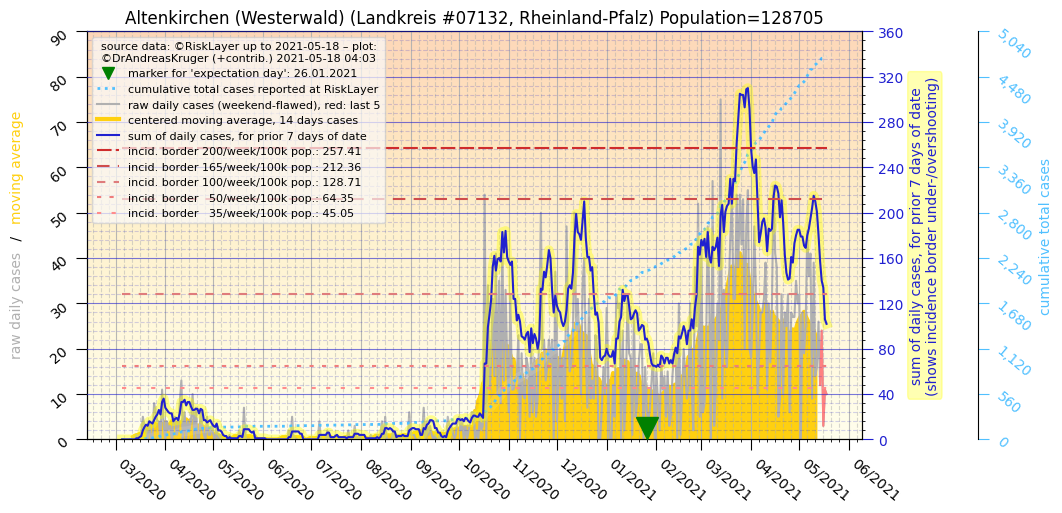 Altenkirchen (Westerwald) (Landkreis #07132, Rheinland-Pfalz) Population=128705
source data: ©RiskLayer up to 2021-05-18 – plot:
©DrAndreasKruger (+contrib.) 2021-05-18 04:03
marker for 'expectation day': 26.01.2021
cumulative total cases reported at RiskLayer
raw daily cases (weekend-flawed), red: last 5
centered moving average, 14 days cases
sum of daily cases, for prior 7 days of date
incid. border 200/week/100k pop.: 257.41
incid. border 165/week/100k pop.: 212.36
incid. border 100/week/100k pop.: 128.71
incid. border   50/week/100k pop.: 64.35
incid. border   35/week/100k pop.: 45.05
raw daily cases   /   moving average
90
80
70
60
50
40
30
20
10
0
03/2020
04/2020
05/2020
06/2020
07/2020
08/2020
09/2020
10/2020
11/2020
12/2020
01/2021
02/2021
03/2021
04/2021
05/2021
06/2021
360
320
280
240
200
160
120
80
40
0
sum of daily cases, for prior 7 days of date
(shows incidence border under-/overshooting)
5,040
4,480
3,920
3,360
2,800
2,240
1,680
1,120
560
0
cumulative total cases